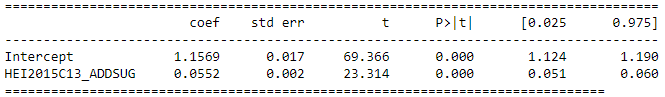 =====================================================================================
coef std err t P>|t| [0.025 0.975]
-------------------------------------------------------------------------------------
Intercept 1.1569 0.017 69.366 0.000 1.124 1.190
HEI2015C13_ADDSUG 0.0552 0.002 23.314 0.000 0.051 0.060
==============================================================================